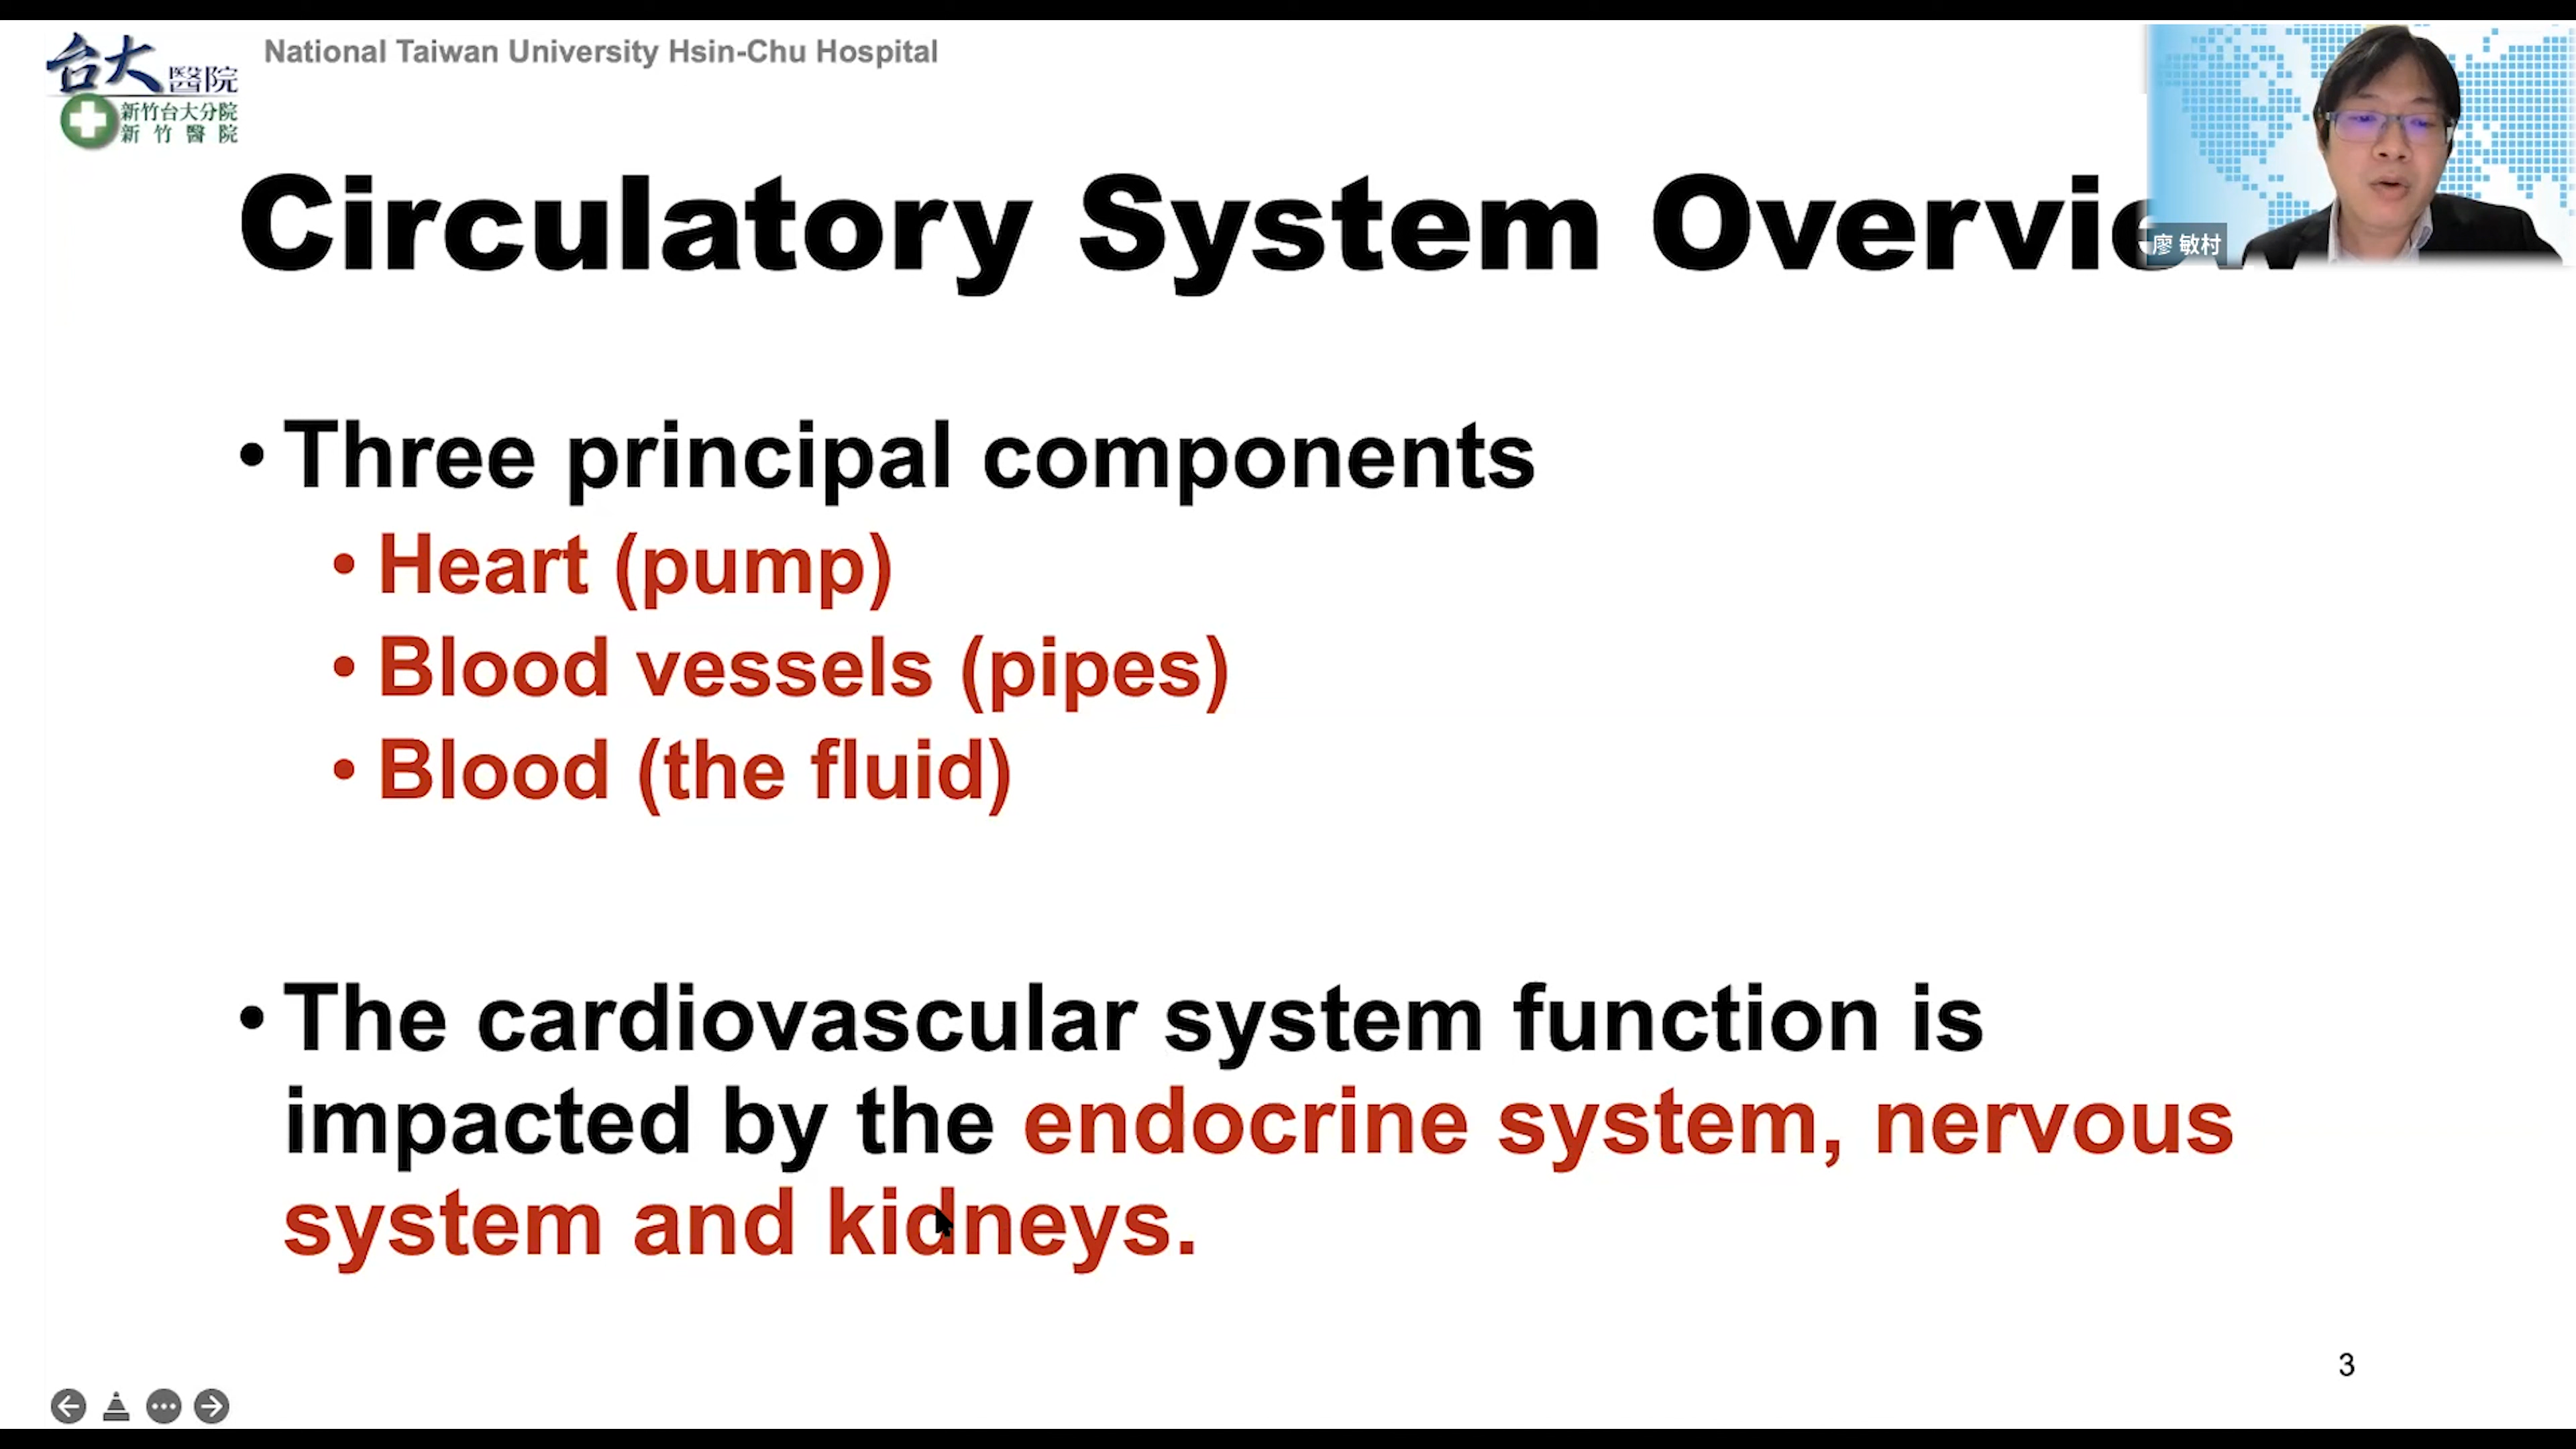 台大醫院
新竹台大分院
新竹醫院
National Taiwan University Hsin-Chu Hospital
廖 敏村
Circulatory System Overview
• Three principal components
• Heart (pump)
• Blood vessels (pipes)
• Blood (the fluid)
• The cardiovascular system function is
impacted by the endocrine system, nervous
system and kidneys.
3